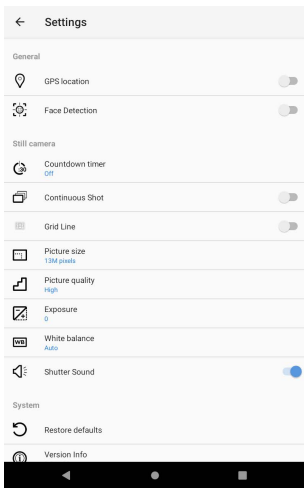 Settings
General
GPS location
Face Detection
Still camera
:30
Countdown timer
Off
Continuous Shot
Grid Line
Picture size
13M pixels
Picture quality
High
Exposure
0
WB
White balance
Auto
Shutter Sound
System
Restore defaults
Version Info